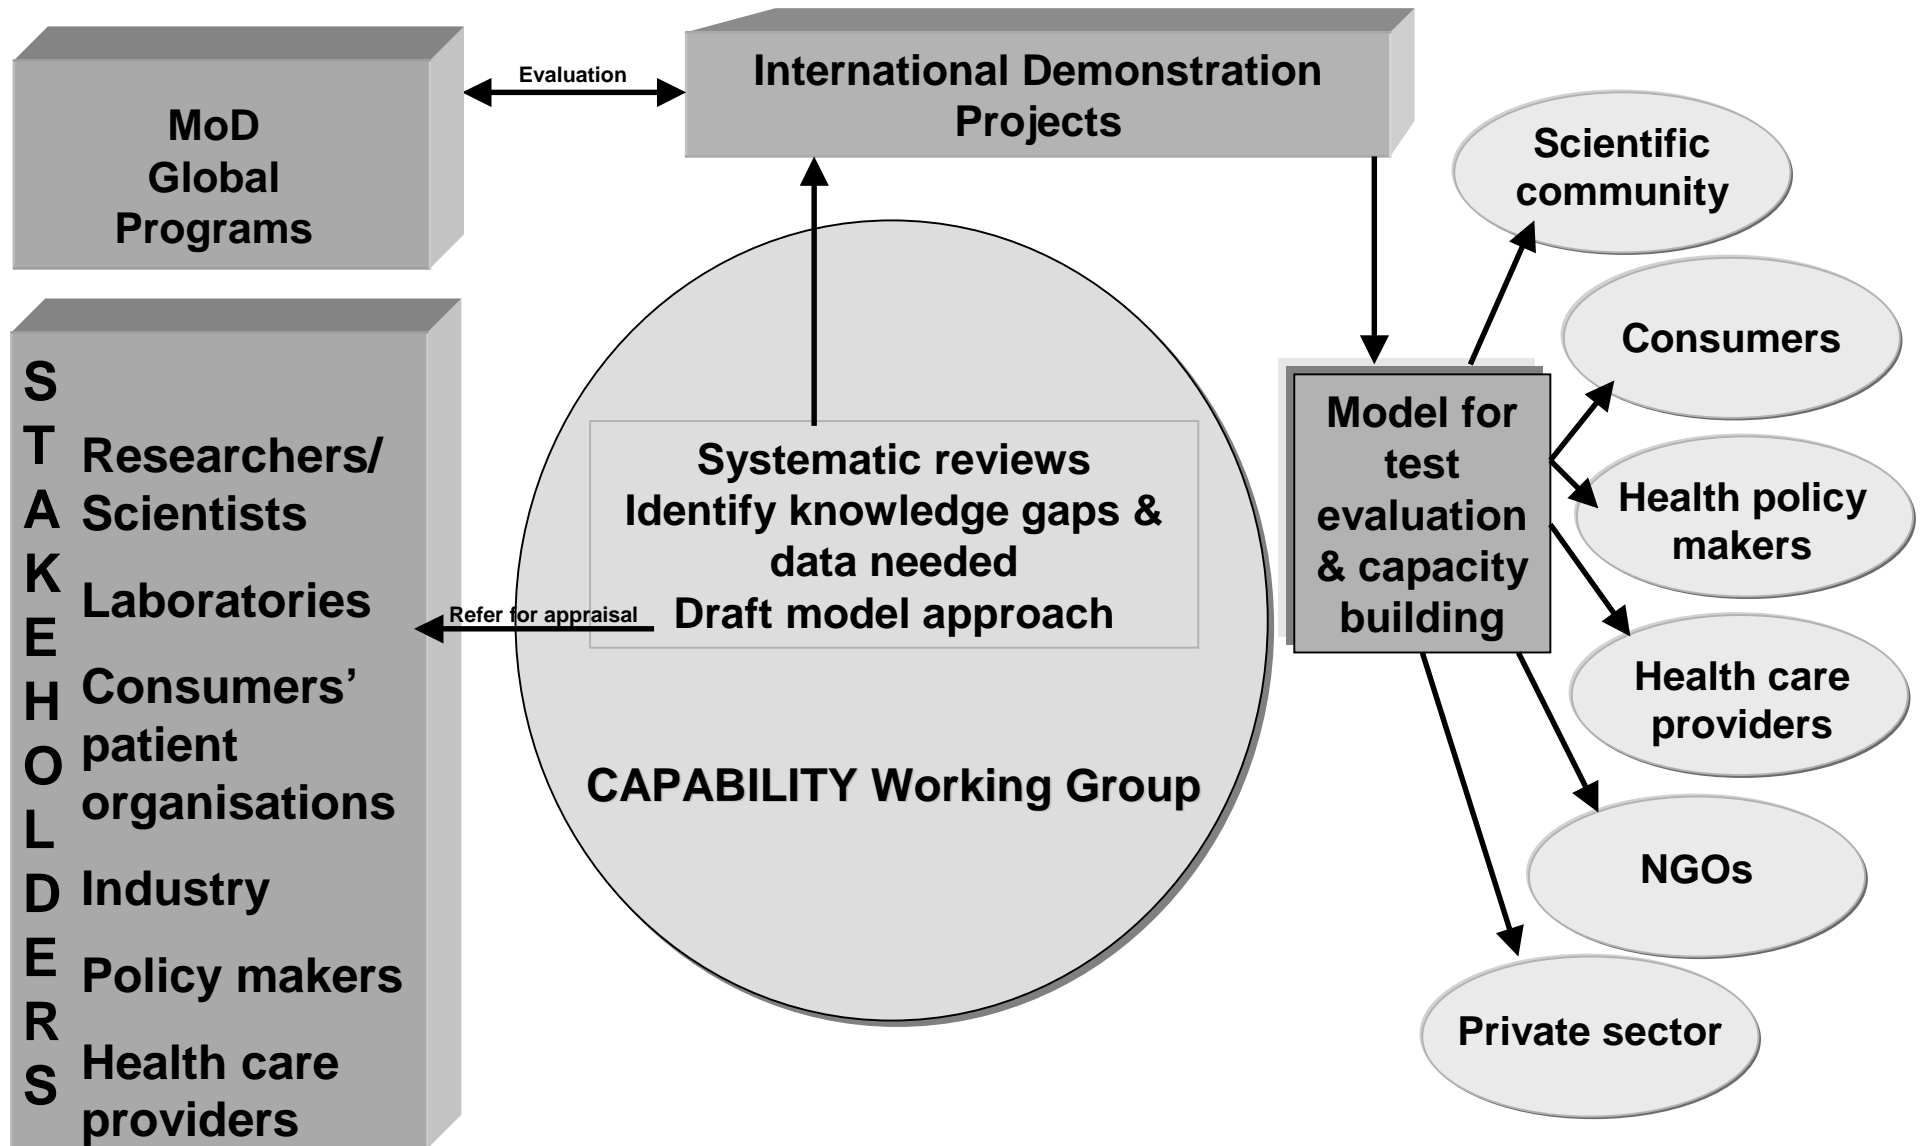 MoD
Global
Programs
Evaluation
International Demonstration
Projects
STAKEHOLDERS
Researchers/
Scientists
Laboratories
Consumers’
patient
organisations
Industry
Policy makers
Health care
providers
Refer for appraisal
Systematic reviews
Identify knowledge gaps &
data needed
Draft model approach
CAPABILITY Working Group
Model for
test
evaluation
& capacity
building
Scientific
community
Consumers
Health policy
makers
Health care
providers
NGOs
Private sector